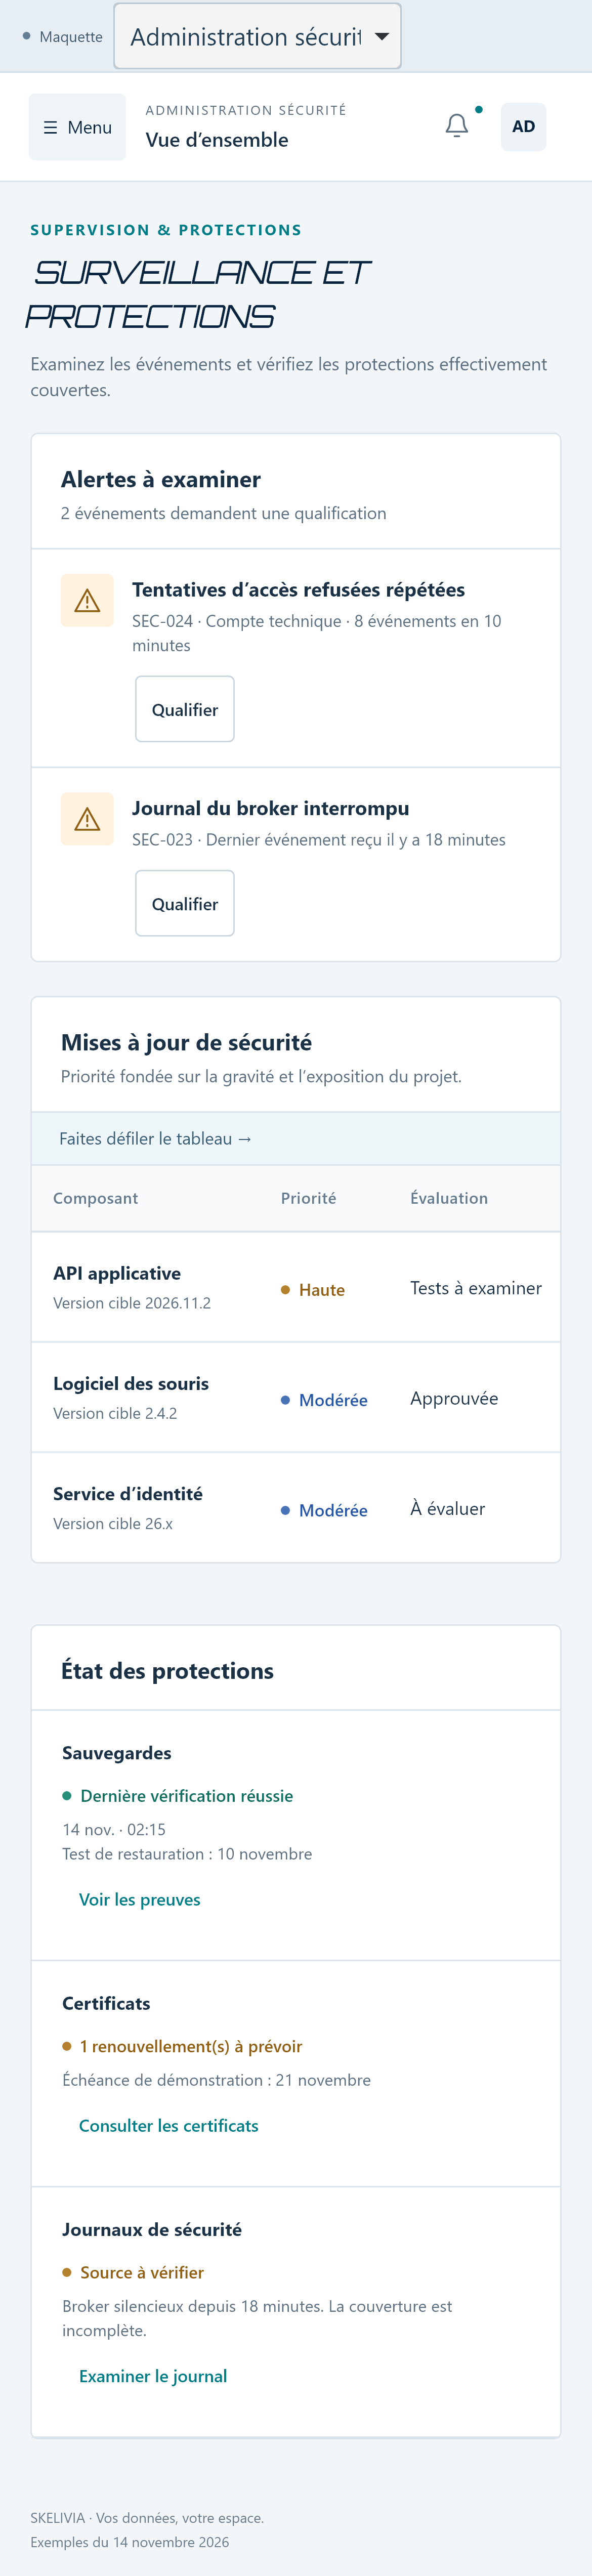 Maquette
Administration sécurit
☰ Menu
ADMINISTRATION SÉCURITÉ
Vue d’ensemble
AD
SUPERVISION & PROTECTIONS
SURVEILLANCE ET
PROTECTIONS
Examinez les événements et vérifiez les protections effectivement
couvertes.
Alertes à examiner
2 événements demandent une qualification
Tentatives d’accès refusées répétées
SEC-024 · Compte technique · 8 événements en 10
minutes
Qualifier
Journal du broker interrompu
SEC-023 · Dernier événement reçu il y a 18 minutes
Qualifier
Mises à jour de sécurité
Priorité fondée sur la gravité et l’exposition du projet.
Faites défiler le tableau →
Composant Priorité Évaluation
API applicative
Version cible 2026.11.2
Haute
Tests à examiner
Logiciel des souris
Version cible 2.4.2
Modérée
Approuvée
Service d’identité
Version cible 26.x
Modérée
À évaluer
État des protections
Sauvegardes
Dernière vérification réussie
14 nov. · 02:15
Test de restauration : 10 novembre
Voir les preuves
Certificats
1 renouvellement(s) à prévoir
Échéance de démonstration : 21 novembre
Consulter les certificats
Journaux de sécurité
Source à vérifier
Broker silencieux depuis 18 minutes. La couverture est
incomplète.
Examiner le journal
SKELIVIA · Vos données, votre espace.
Exemples du 14 novembre 2026